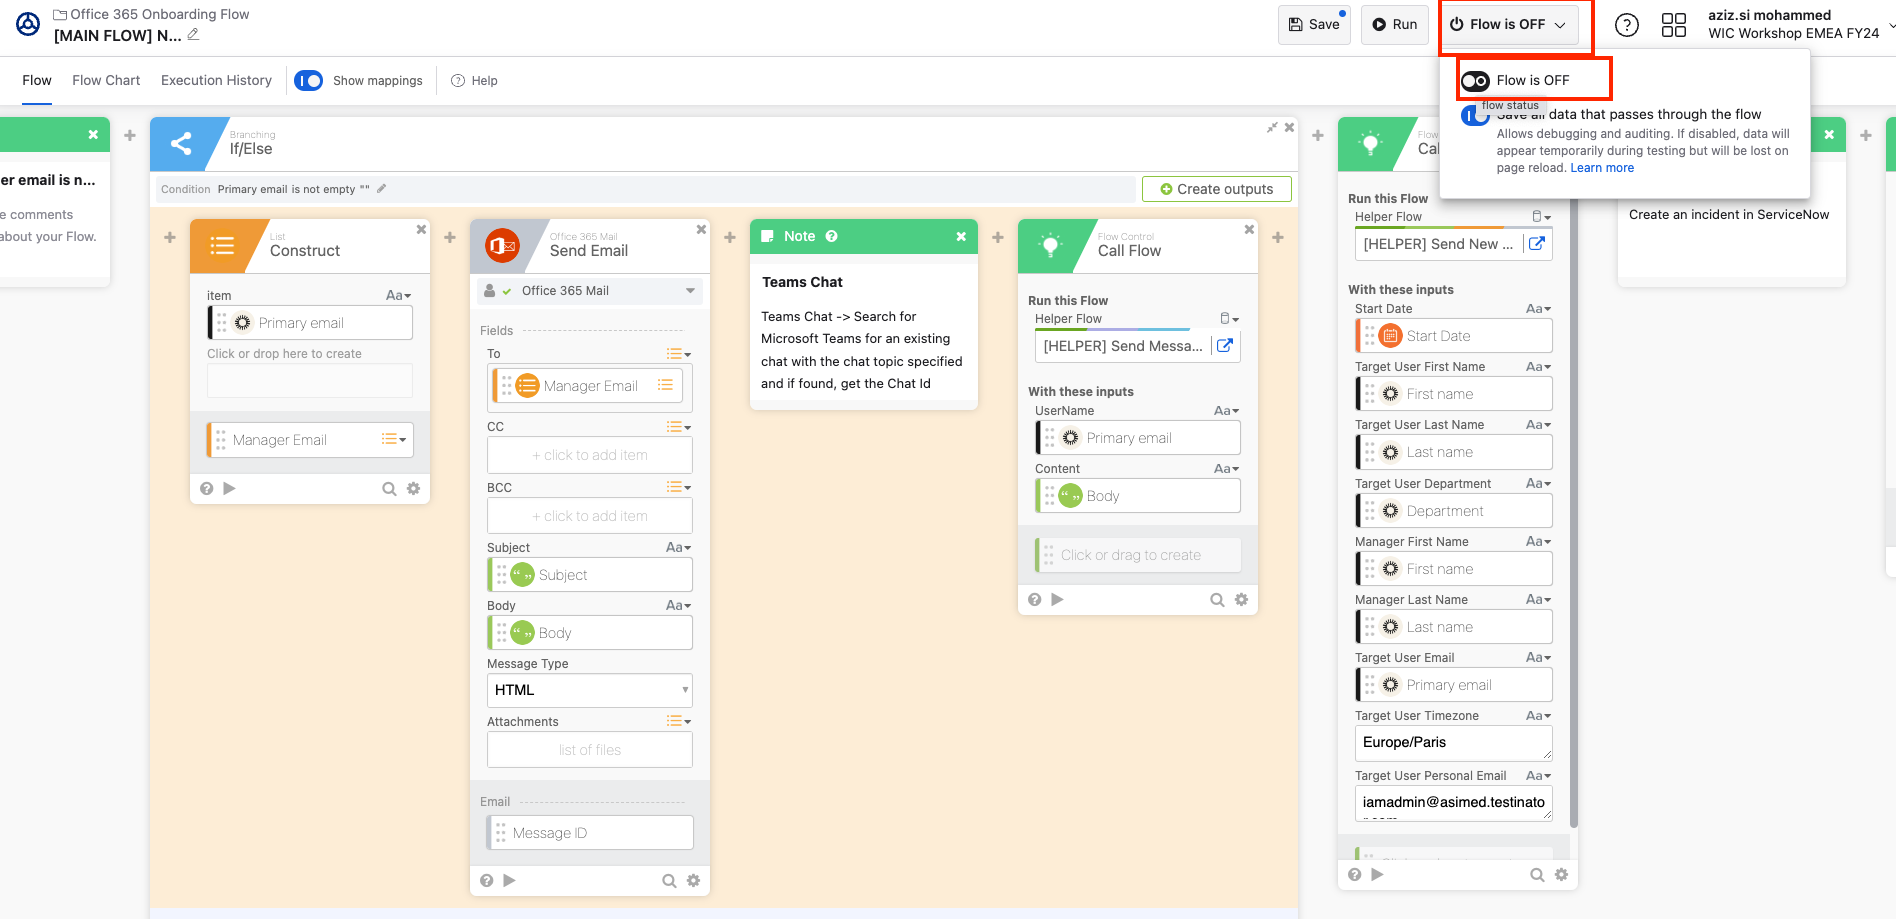 Office 365 Onboarding Flow
[MAIN FLOW] N...
Save
Run
Flow is OFF
aziz.si mohammed
WIC Workshop EMEA FY24
Flow
Flow Chart
Execution History
Show mappings
Help
Flow is OFF
flow status
Save all data that passes through the flow
Allows debugging and auditing. If disabled, data will
appear temporarily during testing but will be lost on
page reload. Learn more
er email is n...
e comments
about your Flow.
Branching
If/Else
Condition Primary email is not empty ""
Create outputs
List
Construct
item
Aa
Primary email
Click or drop here to create
Manager Email
Office 365 Mail
Send Email
Office 365 Mail
Fields
To
Manager Email
CC
+ click to add item
BCC
+ click to add item
Subject
Aa
Subject
Body
Aa
Body
Message Type
HTML
Attachments
list of files
Email
Message ID
Note
Teams Chat
Teams Chat -> Search for
Microsoft Teams for an existing
chat with the chat topic specified
and if found, get the Chat Id
Flow Control
Call Flow
Run this Flow
Helper Flow
[HELPER] Send Messa...
With these inputs
UserName
Aa
Primary email
Content
Aa
Body
Click or drag to create
Flow
Cal
Run this Flow
Helper Flow
[HELPER] Send New ...
With these inputs
Start Date
Aa
Start Date
Target User First Name
Aa
First name
Target User Last Name
Aa
Last name
Target User Department
Aa
Department
Manager First Name
Aa
First name
Manager Last Name
Aa
Last name
Target User Email
Aa
Primary email
Target User Timezone
Aa
Europe/Paris
Target User Personal Email
Aa
iamadmin@asimed.testinato
Create an incident in ServiceNow